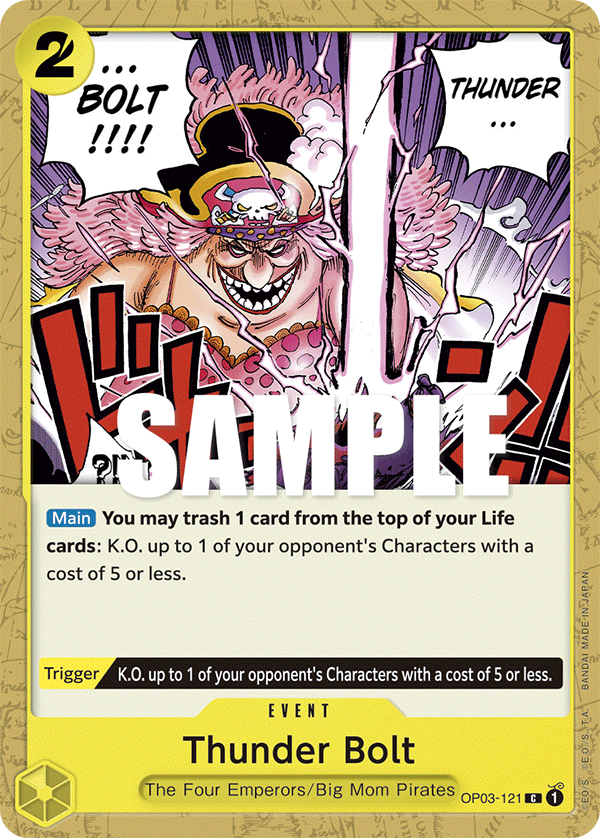 2
...
BOLT
!!!!
THUNDER
...
SAMPLE
Main You may trash 1 card from the top of your Life
cards: K.O. up to 1 of your opponent's Characters with a
cost of 5 or less.
Trigger K.O. up to 1 of your opponent's Characters with a cost of 5 or less.
EVENT
Thunder Bolt
The Four Emperors/Big Mom Pirates
OP03-121 C 1
BANDAI MADE IN JAPAN